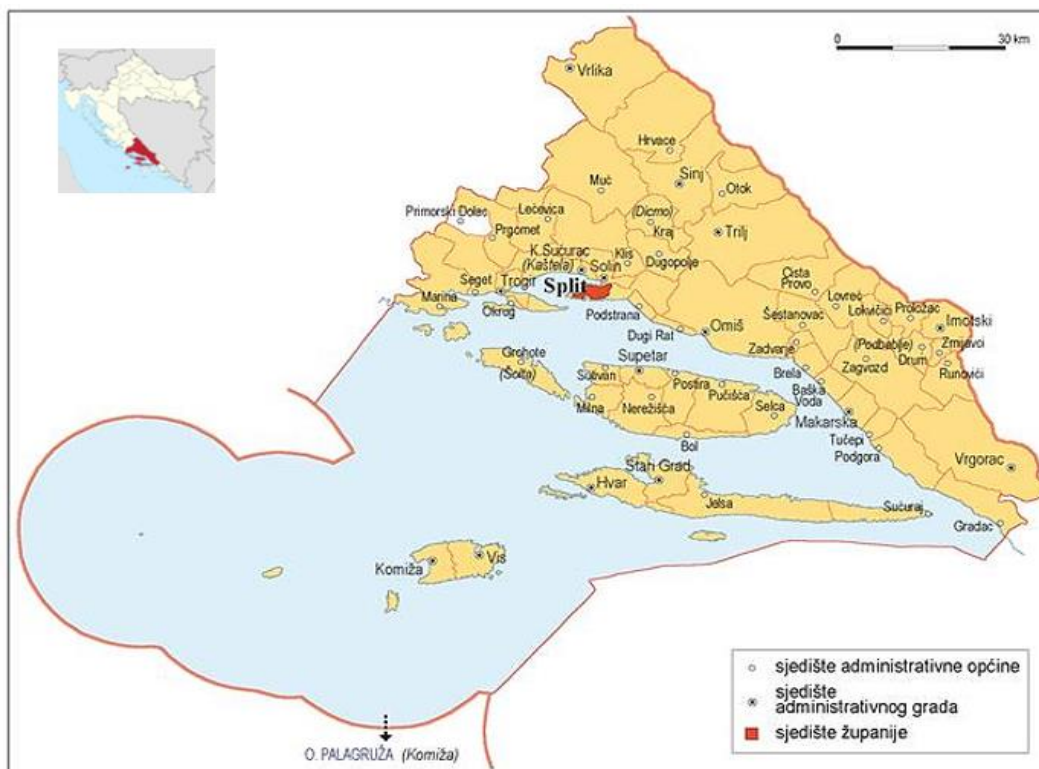 0 30 km
Vrlika
Hrvace
Sinj
Muč
Otok
Primorski Dolac
Lećevica
(Dicmo)
Kraj
Trilj
Prgomet
K.Sućurac
(Kaštela)
Klis
Solin
Dugopolje
Seget
Trogir
Split
Marina
Okrug
Podstrana
Cista
Provo
Lovreć
Lokvičići
Proložac
Šestanovac
Imotski
Dugi Rat
Omiš
(Podbablje)
Zmijavci
Zadvarje
Drum
Grohote
(Šolta)
Supetar
Zagvozd
Runovići
Sutivan
Brela
Postira
Pučišća
Baška
Voda
Milna
Nerežišća
Selca
Makarska
Tučepi
Bol
Podgora
Vrgorac
Stari Grad
Hvar
Jelsa
Sućuraj
Gradac
Vis
Komiža
sjedište administrativne općine
sjedište
administrativnog grada
sjedište županije
O. PALAGRUŽA (Komiža)